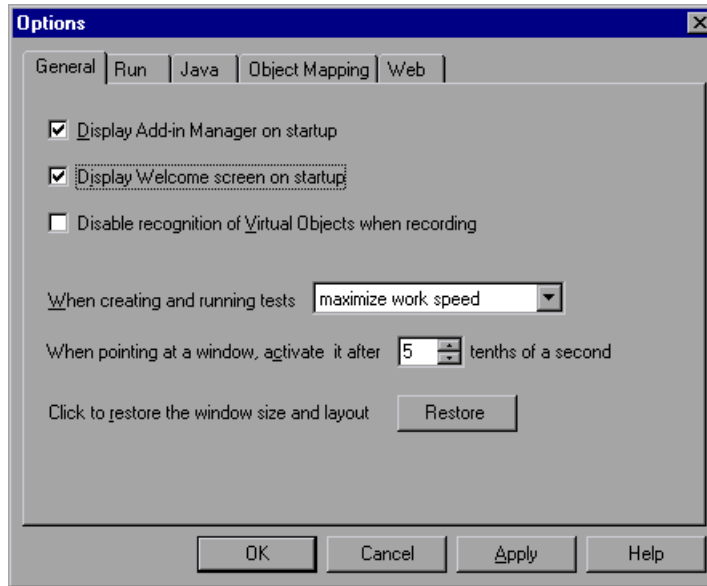 Options
General Run Java Object Mapping Web
Display Add-in Manager on startup
Display Welcome screen on startup
Disable recognition of Virtual Objects when recording
When creating and running tests maximize work speed
When pointing at a window, activate it after 5 tenths of a second
Click to restore the window size and layout Restore
OK Cancel Apply Help